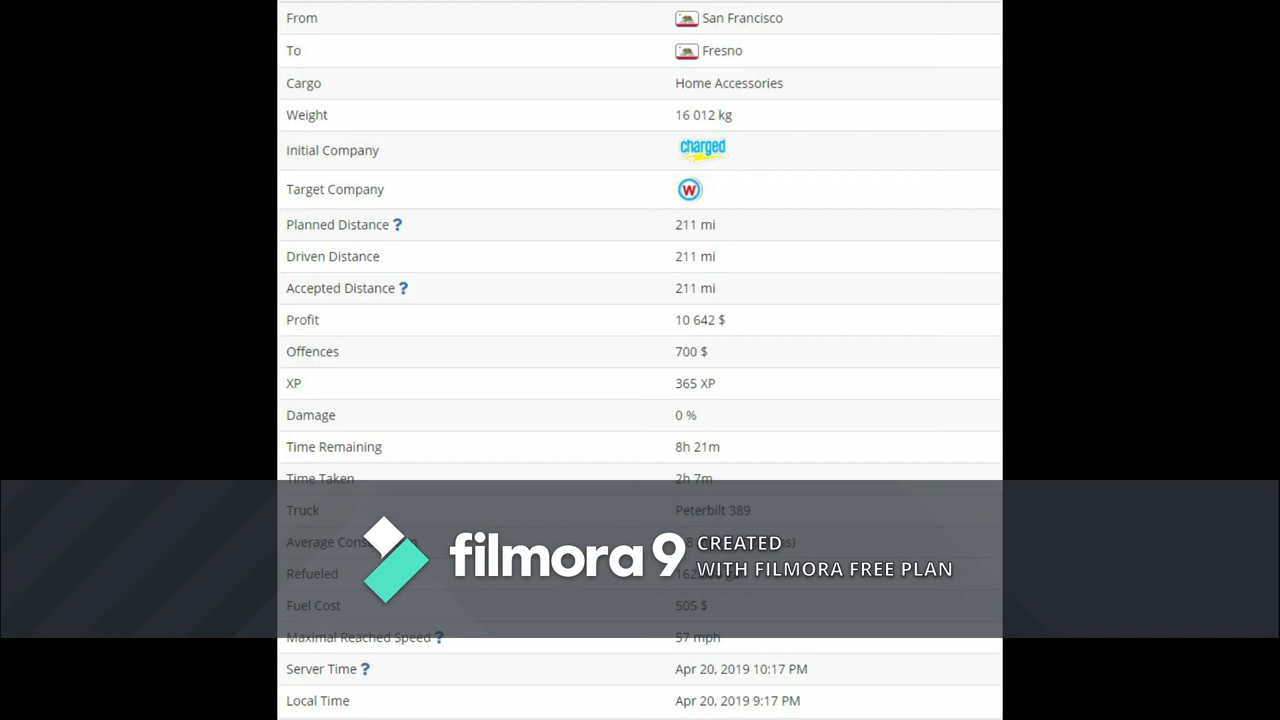 From San Francisco
To Fresno
Cargo Home Accessories
Weight 16 012 kg
Initial Company charged
Target Company W
Planned Distance ? 211 mi
Driven Distance 211 mi
Accepted Distance ? 211 mi
Profit 10 642 $
Offences 700 $
XP 365 XP
Damage 0 %
Time Remaining 8h 21m
Time Taken 2h 7m
Truck Peterbilt 389
Average
Refueled
Fuel Cost 505 $
filmora 9 CREATED
WITH FILMORA FREE PLAN
Maximal Reached Speed ? 57 mph
Server Time ? Apr 20, 2019 10:17 PM
Local Time Apr 20, 2019 9:17 PM